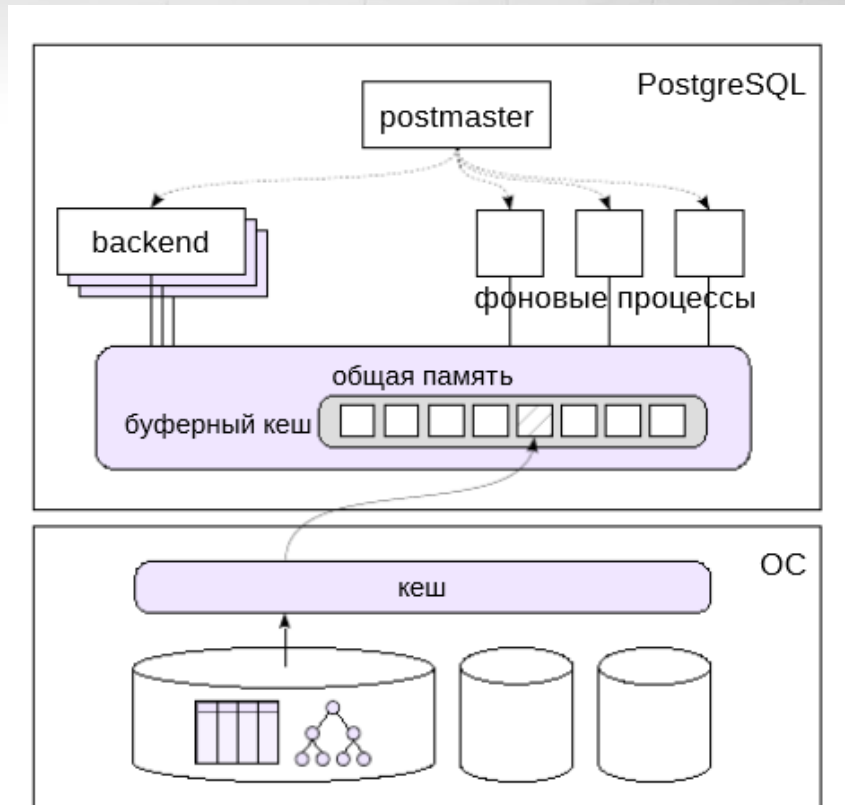 PostgreSQL
postmaster
backend
фоновые процессы
общая память
буферный кеш
ОС
кеш